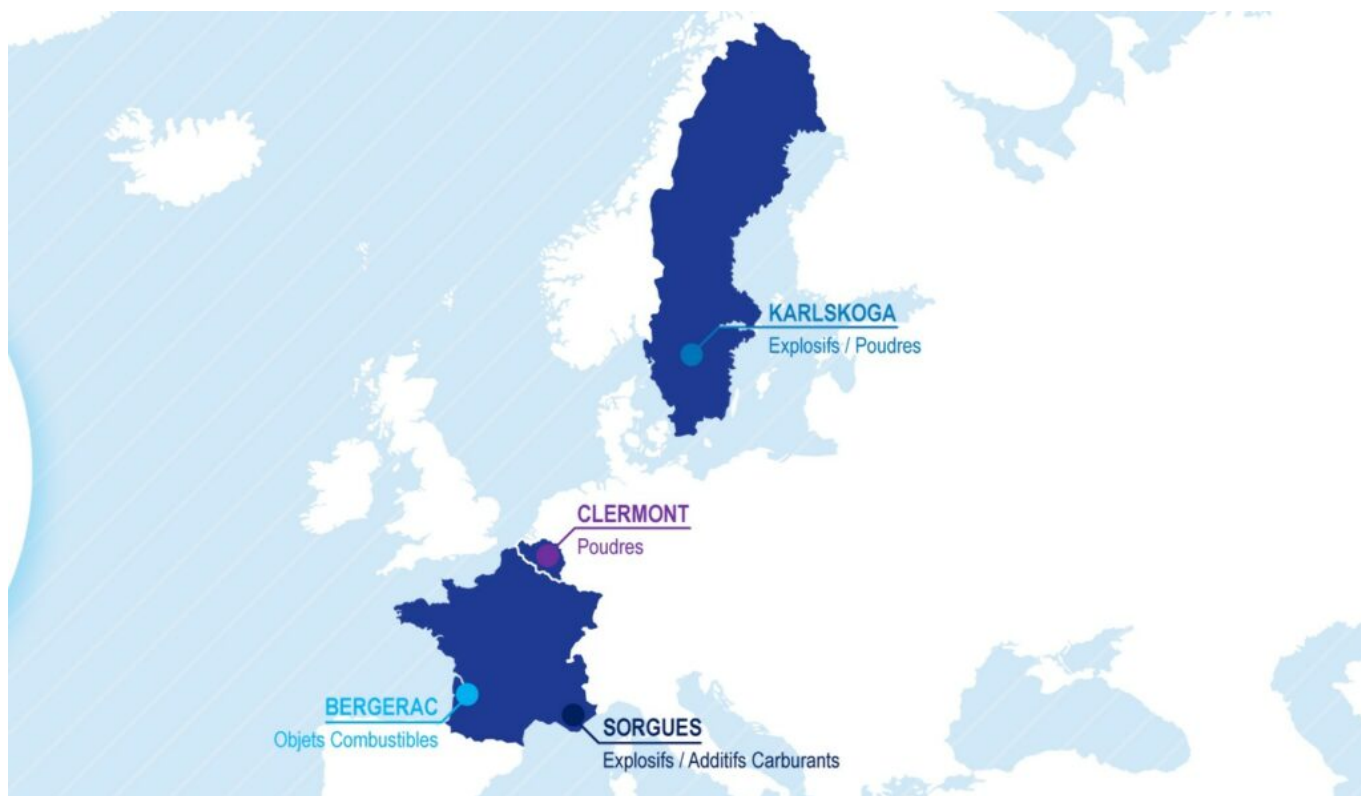 KARLSKOGA
Explosifs / Poudres
CLERMONT
Poudres
BERGERAC
Objets Combustibles
SORGUES
Explosifs / Additifs Carburants